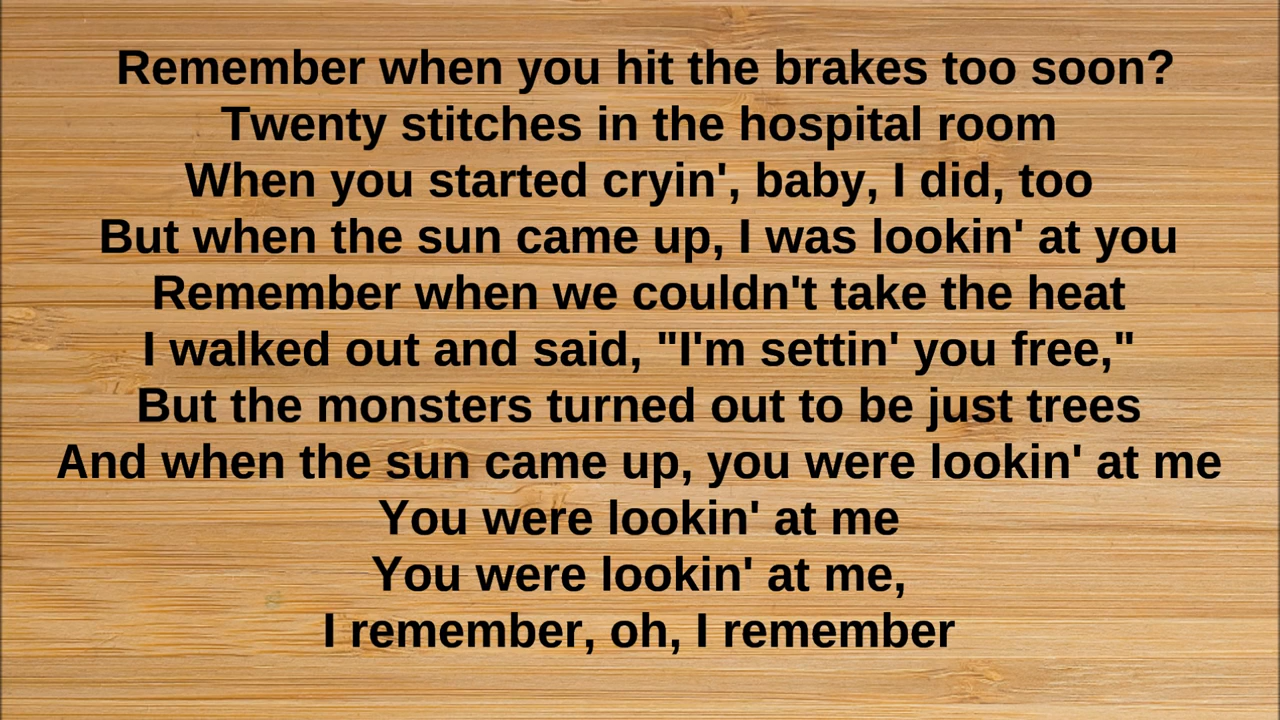 Remember when you hit the brakes too soon?
Twenty stitches in the hospital room
When you started cryin', baby, I did, too
But when the sun came up, I was lookin' at you
Remember when we couldn't take the heat
I walked out and said, "I'm settin' you free,"
But the monsters turned out to be just trees
And when the sun came up, you were lookin' at me
You were lookin' at me
You were lookin' at me,
I remember, oh, I remember